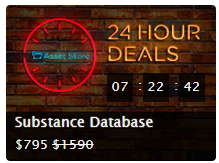 24 HOUR
DEALS
Asset Store
07 : 22 : 42
Substance Database
$795 $1590